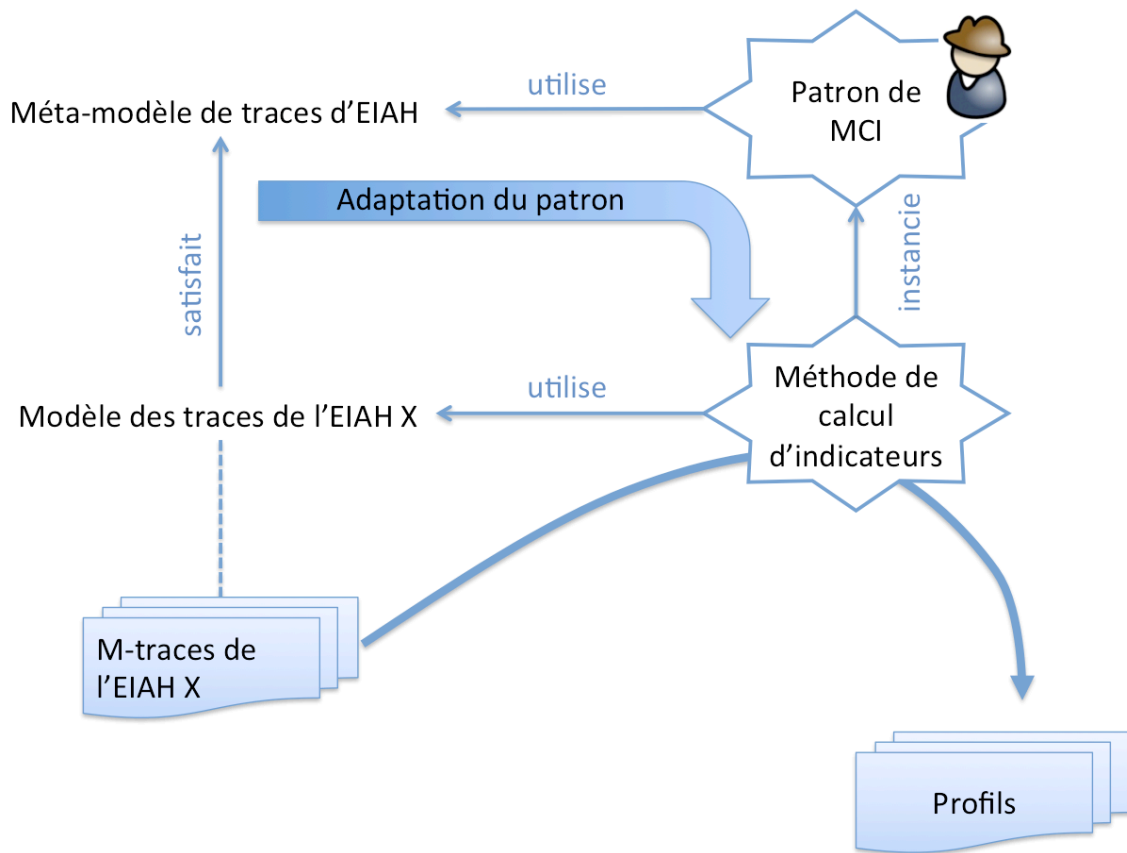 utilise
Patron de
MCI
Méta-modèle de traces d'EIAH
Adaptation du patron
satisfait
instancie
utilise
Méthode de
calcul
d'indicateurs
Modèle des traces de l'EIAH X
M-traces de
l'EIAH X
Profils